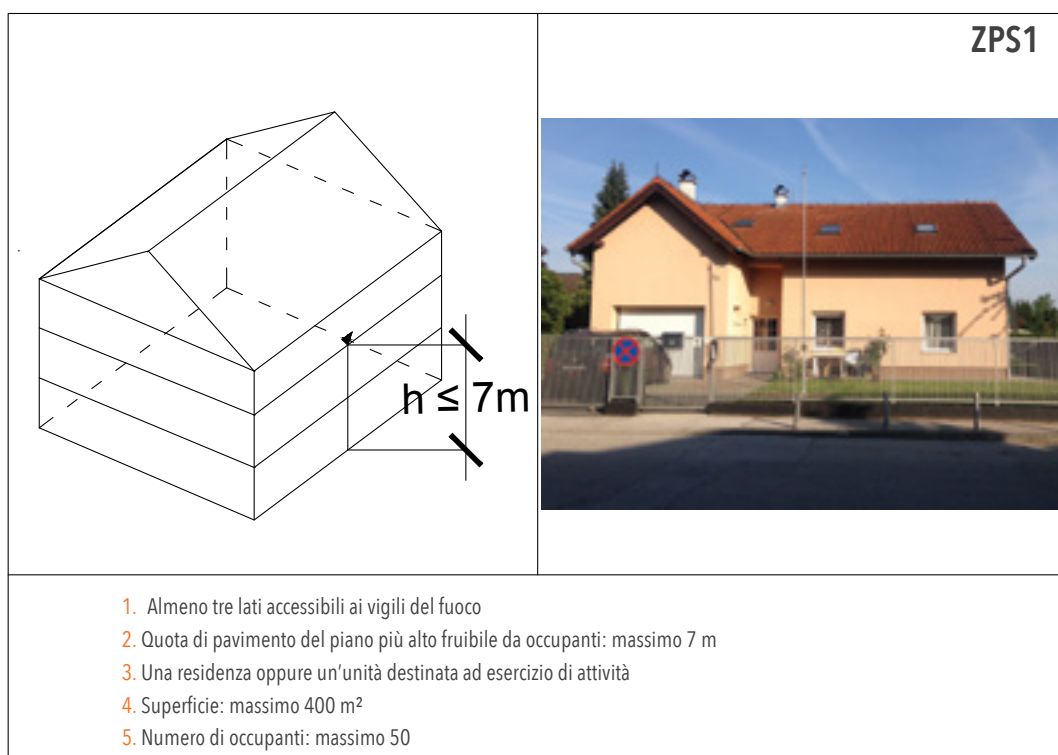 ZPS1
h ≤ 7m
1. Almeno tre lati accessibili ai vigili del fuoco
2. Quota di pavimento del piano più alto fruibile da occupanti: massimo 7 m
3. Una residenza oppure un’unità destinata ad esercizio di attività
4. Superficie: massimo 400 m²
5. Numero di occupanti: massimo 50